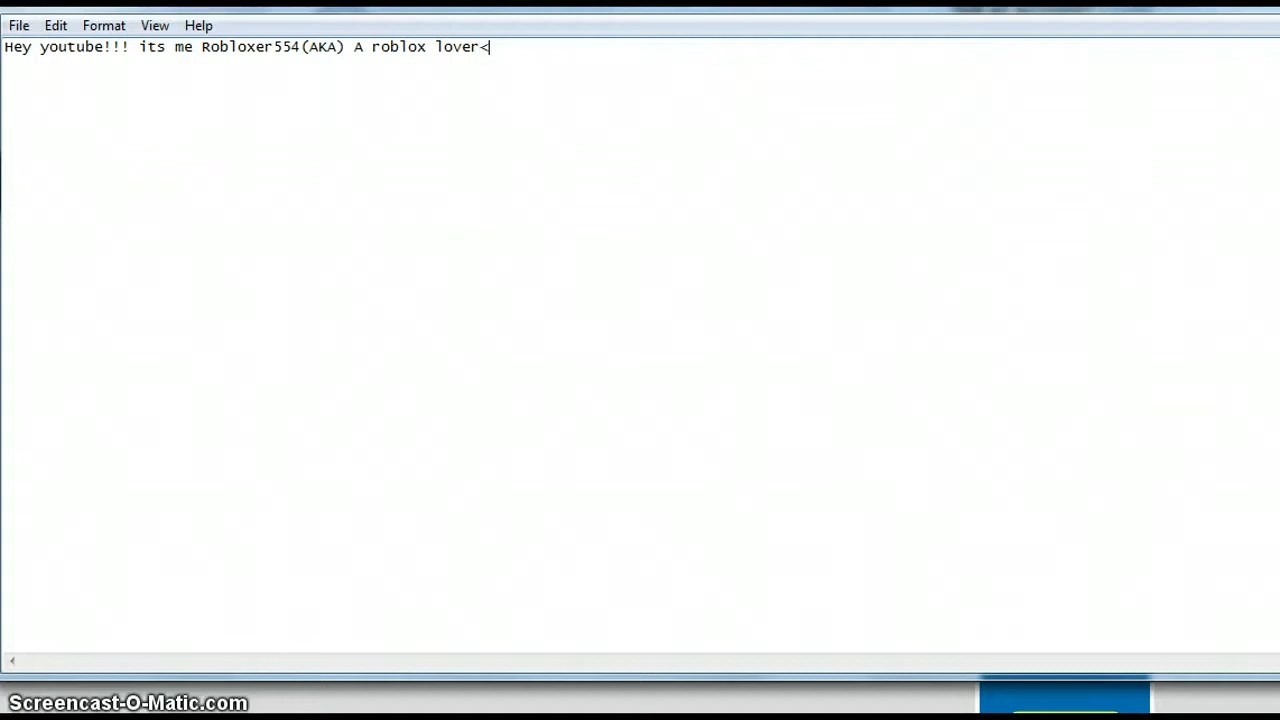 File Edit Format View Help
Hey youtube!!! its me Robloxer554(AKA) A roblox lover<
Screencast-O-Matic.com